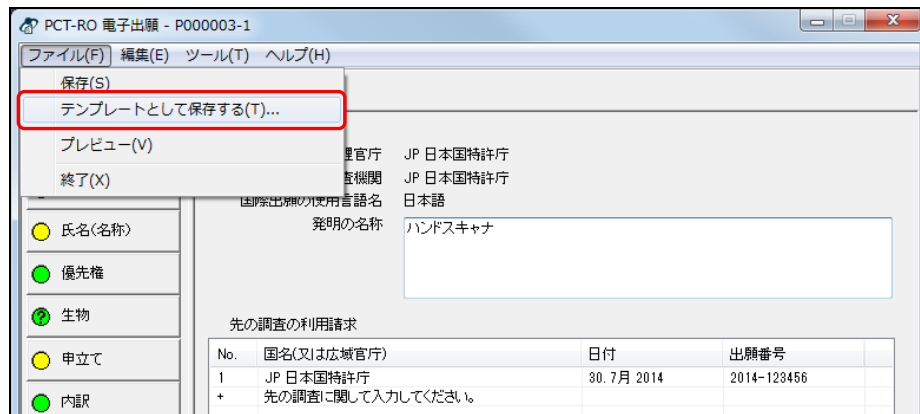 PCT-RO 電子出願 - P000003-1
ファイル(F) 編集(E) ツール(T) ヘルプ(H)
保存(S)
テンプレートとして保存する(T)...
プレビュー(V)
終了(X)
理官庁 JP 日本国特許庁
査機関 JP 日本国特許庁
国際出願の使用言語名 日本語
発明の名称 ハンドスキャナ
氏名(名称)
優先権
生物
申立て
内訳
先の調査の利用請求
No. 国名(又は広域官庁) 日付 出願番号
1 JP 日本国特許庁 30. 7月 2014 2014-123456
+ 先の調査に関して入力してください。